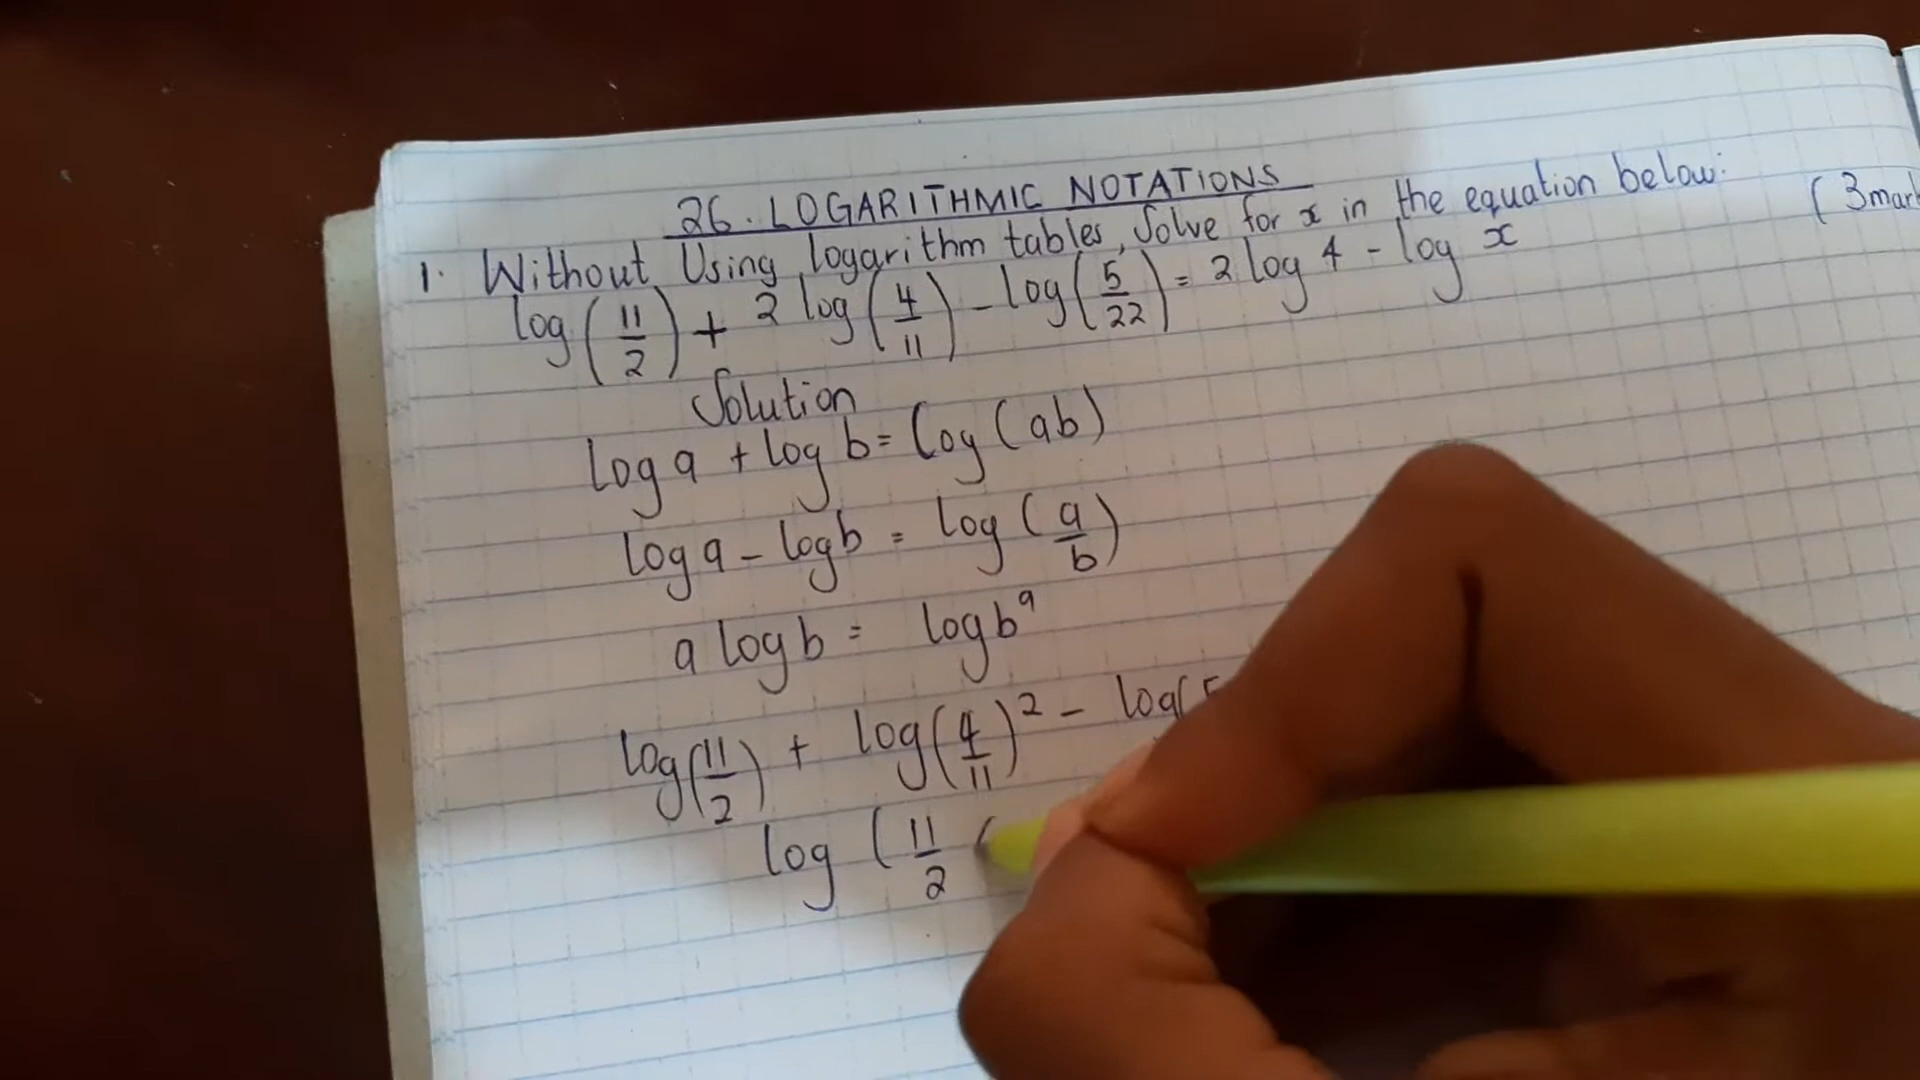 26. LOGARITHMIC NOTATIONS
1. Without Using logarithm tables, Solve for x in the equation below: (3mark
log(11/2) + 2 log(4/11) - log(5/22) = 2 log 4 - log x
Solution
log a + log b = log (ab)
log a - log b = log (a/b)
a log b = log b^a
log(11/2) + log(4/11)^2 - log(5
log (11/2 (